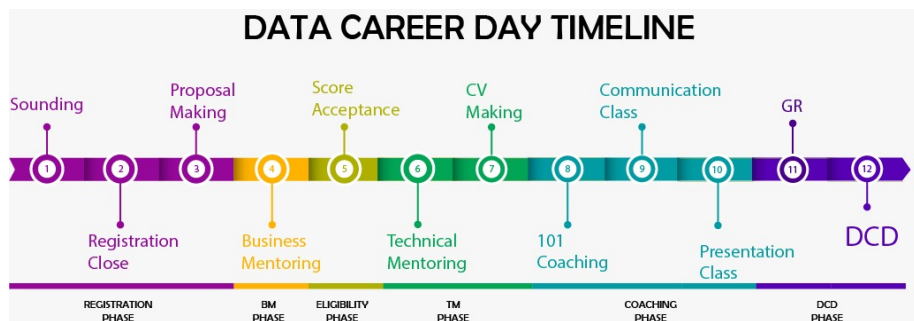 DATA CAREER DAY TIMELINE
Sounding
Proposal
Making
Score
Acceptance
CV
Making
Communication
Class
GR
1
2
3
4
5
6
7
8
9
10
11
12
Registration
Close
Business
Mentoring
Technical
Mentoring
101
Coaching
Presentation
Class
DCD
REGISTRATION
PHASE
BM
PHASE
ELIGIBILITY
PHASE
TM
PHASE
COACHING
PHASE
DCD
PHASE